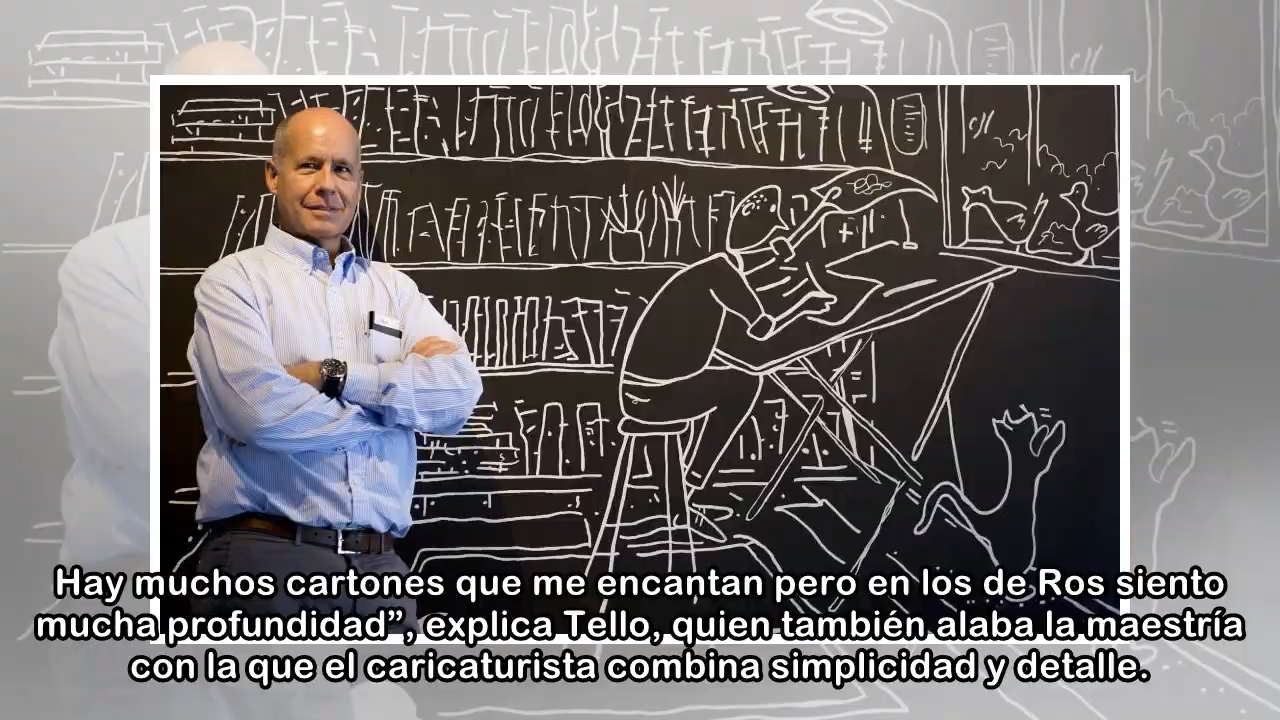 Hay muchos cartones que me encantan pero en los de Ros siento
mucha profundidad”, explica Tello, quien también alaba la maestría
con la que el caricaturista combina simplicidad y detalle.